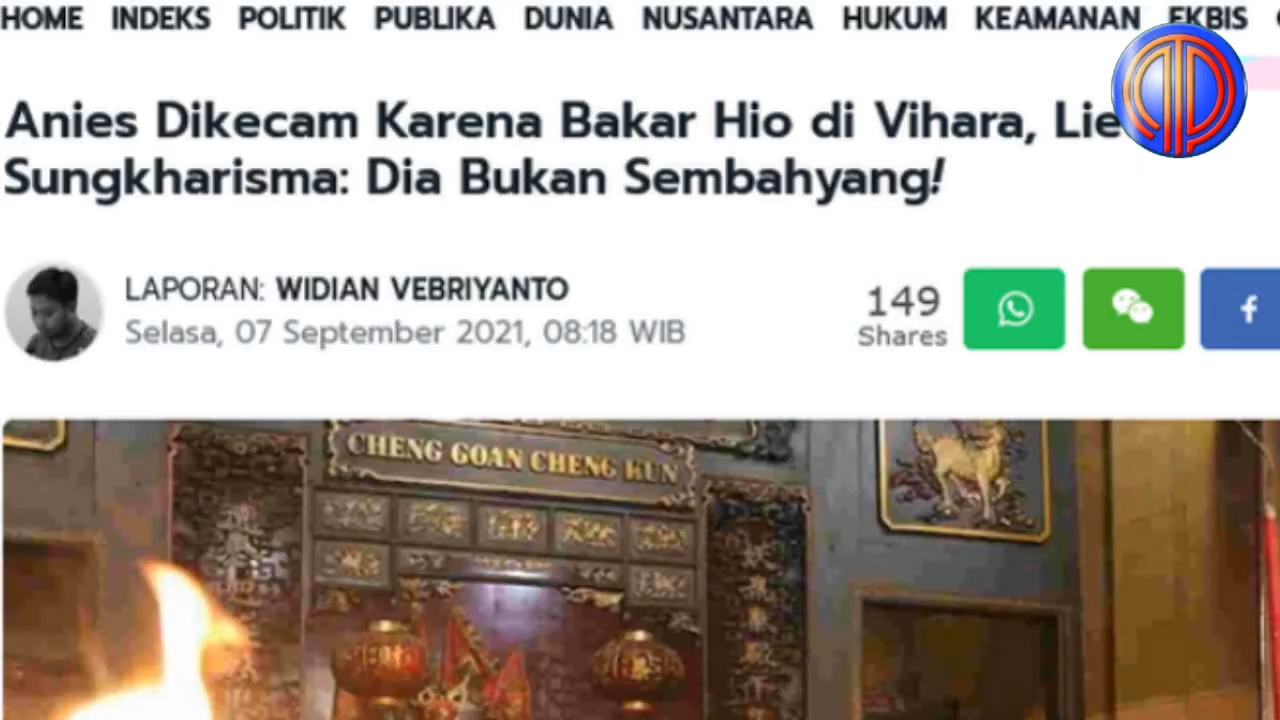 HOME INDEKS POLITIK PUBLIKA DUNIA NUSANTARA HUKUM KEAMANAN EKBIS
Anies Dikecam Karena Bakar Hio di Vihara, Lie
Sungkharisma: Dia Bukan Sembahyang!
LAPORAN: WIDIAN VEBRIYANTO
Selasa, 07 September 2021, 08:18 WIB
149
Shares
CHENG GOAN CHENG KUN